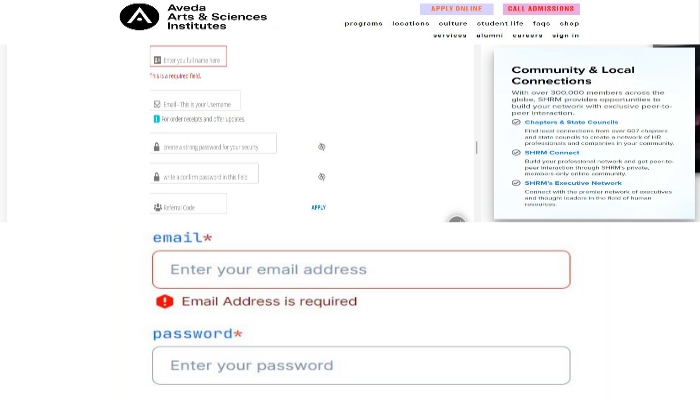 Aveda
Arts & Sciences
Institutes
APPLY ONLINE
CALL ADMISSIONS
programs locations culture student life faqs shop
services alumni careers sign in
Enter you full name here
This is a required field.
Email - This is your Username
For order receipts and offer updates.
create a strong password for your security
write a confirm password in this field
Referral Code
APPLY
Community & Local
Connections
With over 300,000 members across the
globe, SHRM provides opportunities to
build your network with exclusive peer-to-
peer interaction.
Chapters & State Councils
Find local connections from over 607 chapters
and state councils to create a network of HR
professionals and companies in your community.
SHRM Connect
Build your professional network and get peer-to-
peer interaction through SHRM's private,
members-only online community.
SHRM's Executive Network
Connect with the premier network of executives
and thought leaders in the field of human
resources.
email*
Enter your email address
Email Address is required
password*
Enter your password